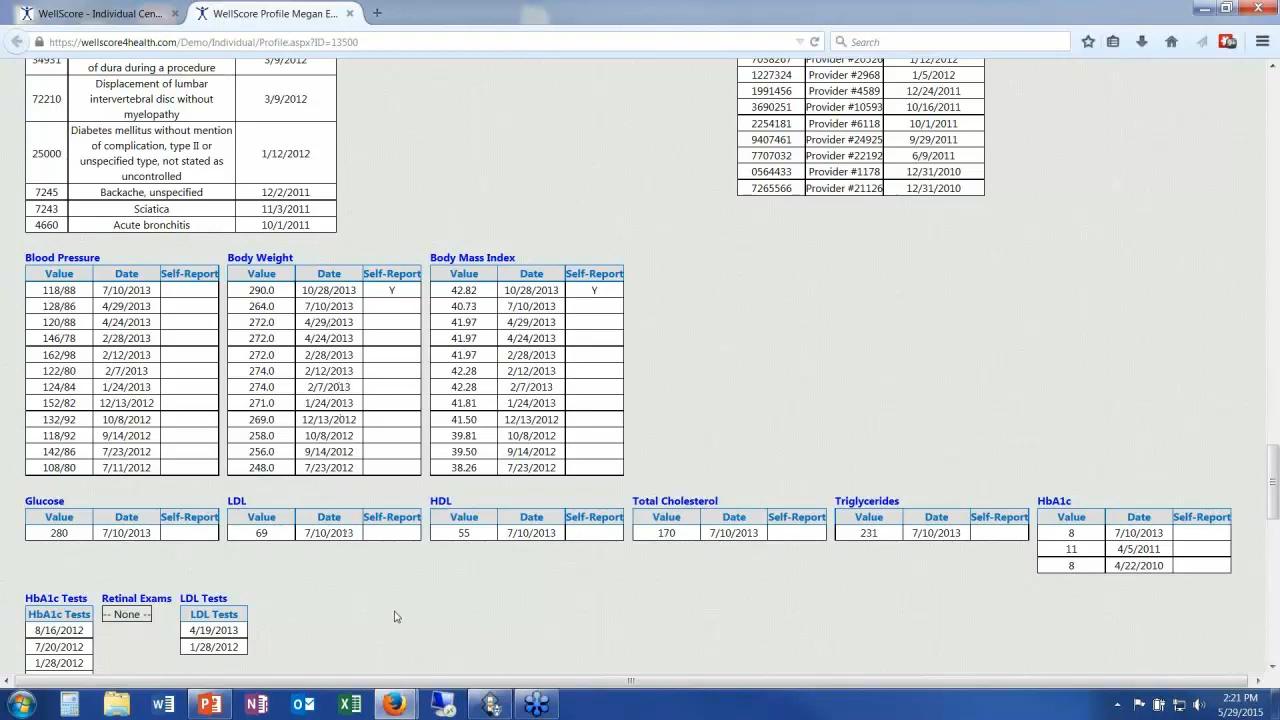 WellScore - Individual Cen...
WellScore Profile Megan E...
https://wellscore4health.com/Demo/Individual/Profile.aspx?ID=13500
Search
of dura during a procedure 3/9/2012
72210 Displacement of lumbar intervertebral disc without myelopathy 3/9/2012
25000 Diabetes mellitus without mention of complication, type II or unspecified type, not stated as uncontrolled 1/12/2012
7245 Backache, unspecified 12/2/2011
7243 Sciatica 11/3/2011
4660 Acute bronchitis 10/1/2011
1227324 Provider #2968 1/5/2012
1991456 Provider #4589 12/24/2011
3690251 Provider #10593 10/16/2011
2254181 Provider #6118 10/1/2011
9407461 Provider #24925 9/29/2011
7707032 Provider #22192 6/9/2011
0564433 Provider #1178 12/31/2010
7265566 Provider #21126 12/31/2010
Blood Pressure
Value Date Self-Report
118/88 7/10/2013
128/86 4/29/2013
120/88 4/24/2013
146/78 2/28/2013
162/98 2/12/2013
122/80 2/7/2013
124/84 1/24/2013
152/82 12/13/2012
132/92 10/8/2012
118/92 9/14/2012
142/86 7/23/2012
108/80 7/11/2012
Body Weight
Value Date Self-Report
290.0 10/28/2013 Y
264.0 7/10/2013
272.0 4/29/2013
272.0 4/24/2013
272.0 2/28/2013
274.0 2/12/2013
274.0 2/7/2013
271.0 1/24/2013
269.0 12/13/2012
258.0 10/8/2012
256.0 9/14/2012
248.0 7/23/2012
Body Mass Index
Value Date Self-Report
42.82 10/28/2013 Y
40.73 7/10/2013
41.97 4/29/2013
41.97 4/24/2013
41.97 2/28/2013
42.28 2/12/2013
42.28 2/7/2013
41.81 1/24/2013
41.50 12/13/2012
39.81 10/8/2012
39.50 9/14/2012
38.26 7/23/2012
Glucose
Value Date Self-Report
280 7/10/2013
LDL
Value Date Self-Report
69 7/10/2013
HDL
Value Date Self-Report
55 7/10/2013
Total Cholesterol
Value Date Self-Report
170 7/10/2013
Triglycerides
Value Date Self-Report
231 7/10/2013
HbA1c
Value Date Self-Report
8 7/10/2013
11 4/5/2011
8 4/22/2010
HbA1c Tests
HbA1c Tests
8/16/2012
7/20/2012
1/28/2012
Retinal Exams
-- None --
LDL Tests
LDL Tests
4/19/2013
1/28/2012
2:21 PM
5/29/2015